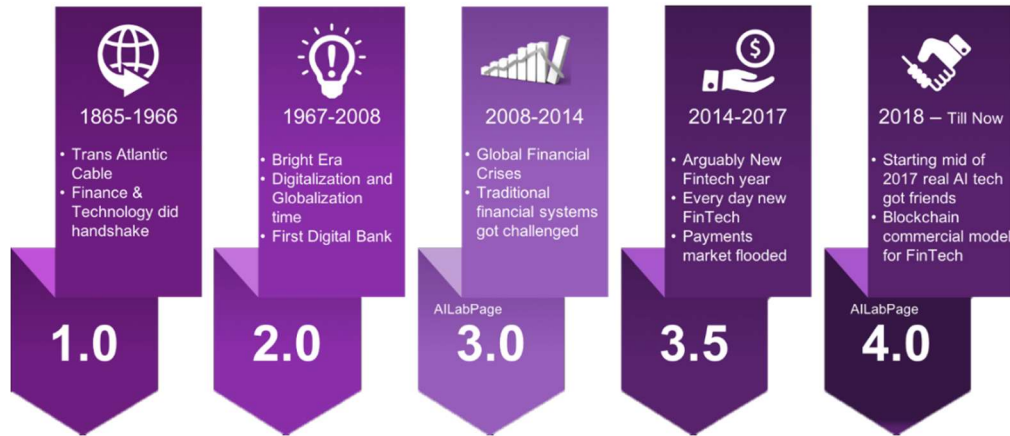 1865-1966
• Trans Atlantic
Cable
• Finance &
Technology did
handshake
1.0
1967-2008
• Bright Era
• Digitalization and
Globalization
time
• First Digital Bank
2.0
2008-2014
• Global Financial
Crises
• Traditional
financial systems
got challenged
AILabPage
3.0
2014-2017
• Arguably New
Fintech year
• Every day new
FinTech
• Payments
market flooded
3.5
2018 – Till Now
• Starting mid of
2017 real AI tech
got friends
• Blockchain
commercial model
for FinTech
AILabPage
4.0